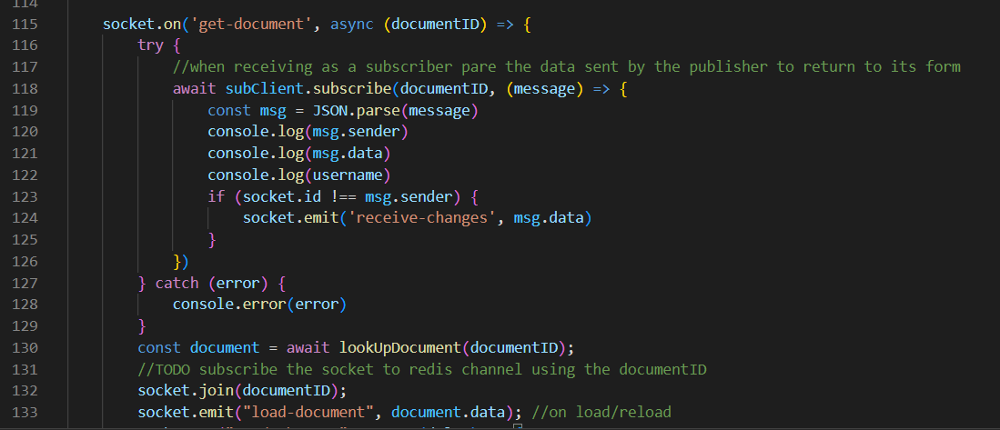 114
115 socket.on('get-document', async (documentID) => {
116 try {
117 //when receiving as a subscriber pare the data sent by the publisher to return to its form
118 await subClient.subscribe(documentID, (message) => {
119 const msg = JSON.parse(message)
120 console.log(msg.sender)
121 console.log(msg.data)
122 console.log(username)
123 if (socket.id !== msg.sender) {
124 socket.emit('receive-changes', msg.data)
125 }
126 })
127 } catch (error) {
128 console.error(error)
129 }
130 const document = await lookUpDocument(documentID);
131 //TODO subscribe the socket to redis channel using the documentID
132 socket.join(documentID);
133 socket.emit("load-document", document.data); //on load/reload